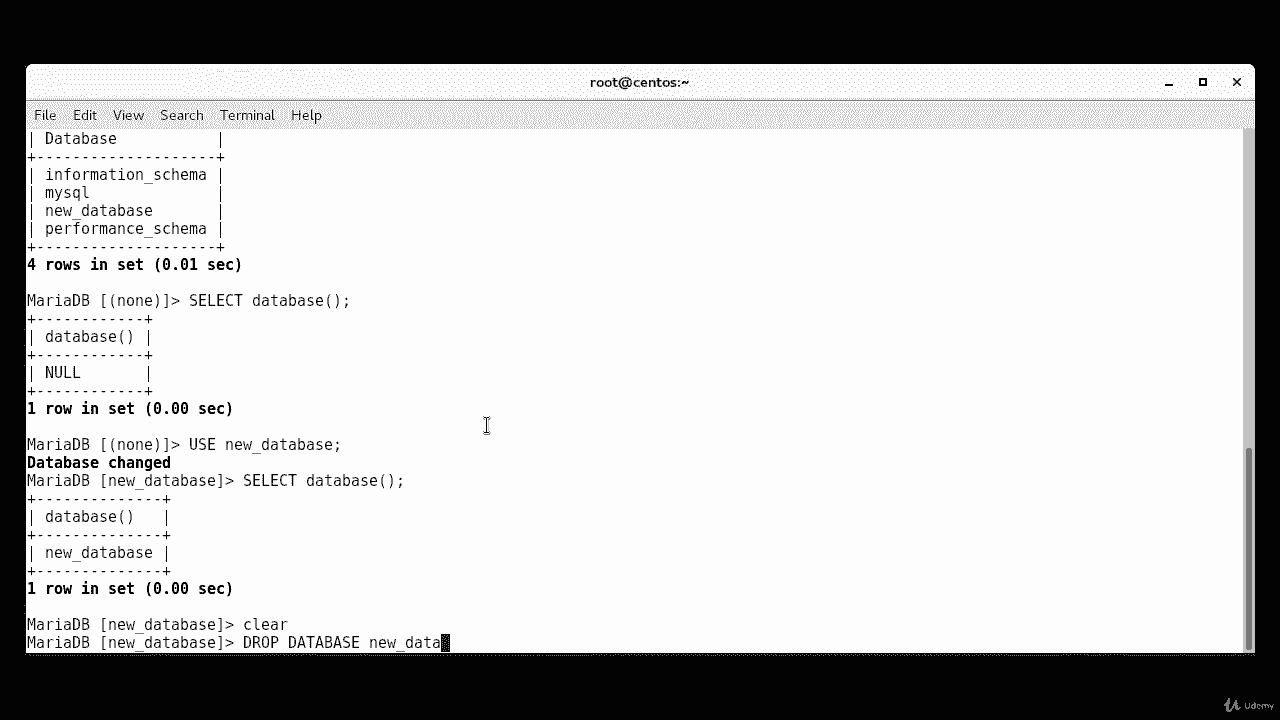 root@centos:~
File Edit View Search Terminal Help
| Database           |
+--------------------+
| information_schema |
| mysql              |
| new_database       |
| performance_schema |
+--------------------+
4 rows in set (0.01 sec)
MariaDB [(none)]> SELECT database();
+------------+
| database() |
+------------+
| NULL       |
+------------+
1 row in set (0.00 sec)
MariaDB [(none)]> USE new_database;
Database changed
MariaDB [new_database]> SELECT database();
+--------------+
| database()   |
+--------------+
| new_database |
+--------------+
1 row in set (0.00 sec)
MariaDB [new_database]> clear
MariaDB [new_database]> DROP DATABASE new_data
Udemy